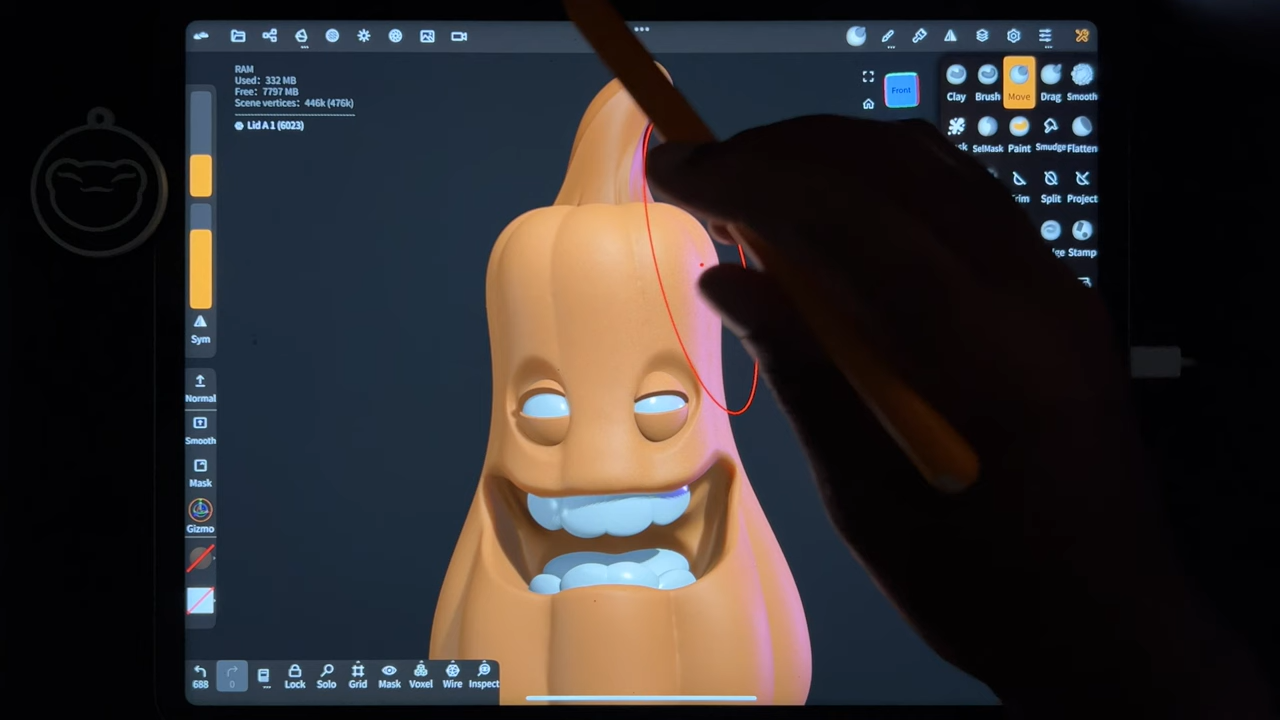 RAM
Used: 332 MB
Free: 7797 MB
Scene vertices: 446k (476k)
Lid A 1 (6023)
Front
Clay Brush Move Drag Smooth
SelMask Paint Smudge Flatten
Split Project
Stamp
Sym
Normal
Smooth
Mask
Gizmo
688
0
Lock
Solo
Grid
Mask
Voxel
Wire
Inspect